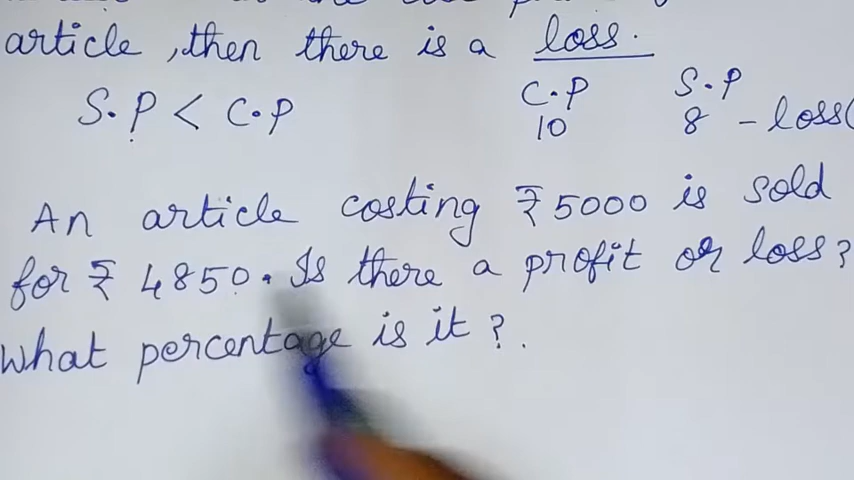 article, then there is a loss.
S.P < C.P
C.P S.P
10 8 - loss(
An article costing ₹5000 is sold
for ₹ 4850. Is there a profit or loss?
What percentage is it?.